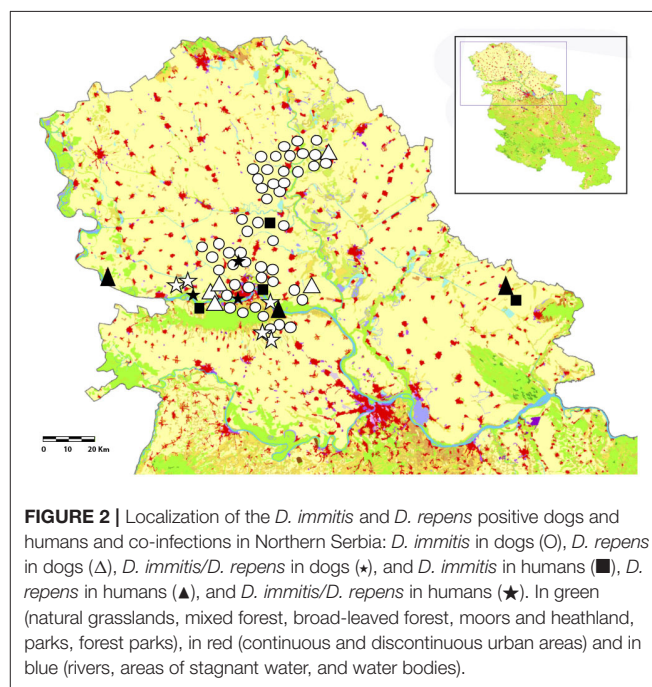 0 10 20 Km
FIGURE 2 | Localization of the D. immitis and D. repens positive dogs and
humans and co-infections in Northern Serbia: D. immitis in dogs (O), D. repens
in dogs (△), D. immitis/D. repens in dogs (⋆), and D. immitis in humans (■), D.
repens in humans (▲), and D. immitis/D. repens in humans (★). In green
(natural grasslands, mixed forest, broad-leaved forest, moors and heathland,
parks, forest parks), in red (continuous and discontinuous urban areas) and in
blue (rivers, areas of stagnant water, and water bodies).